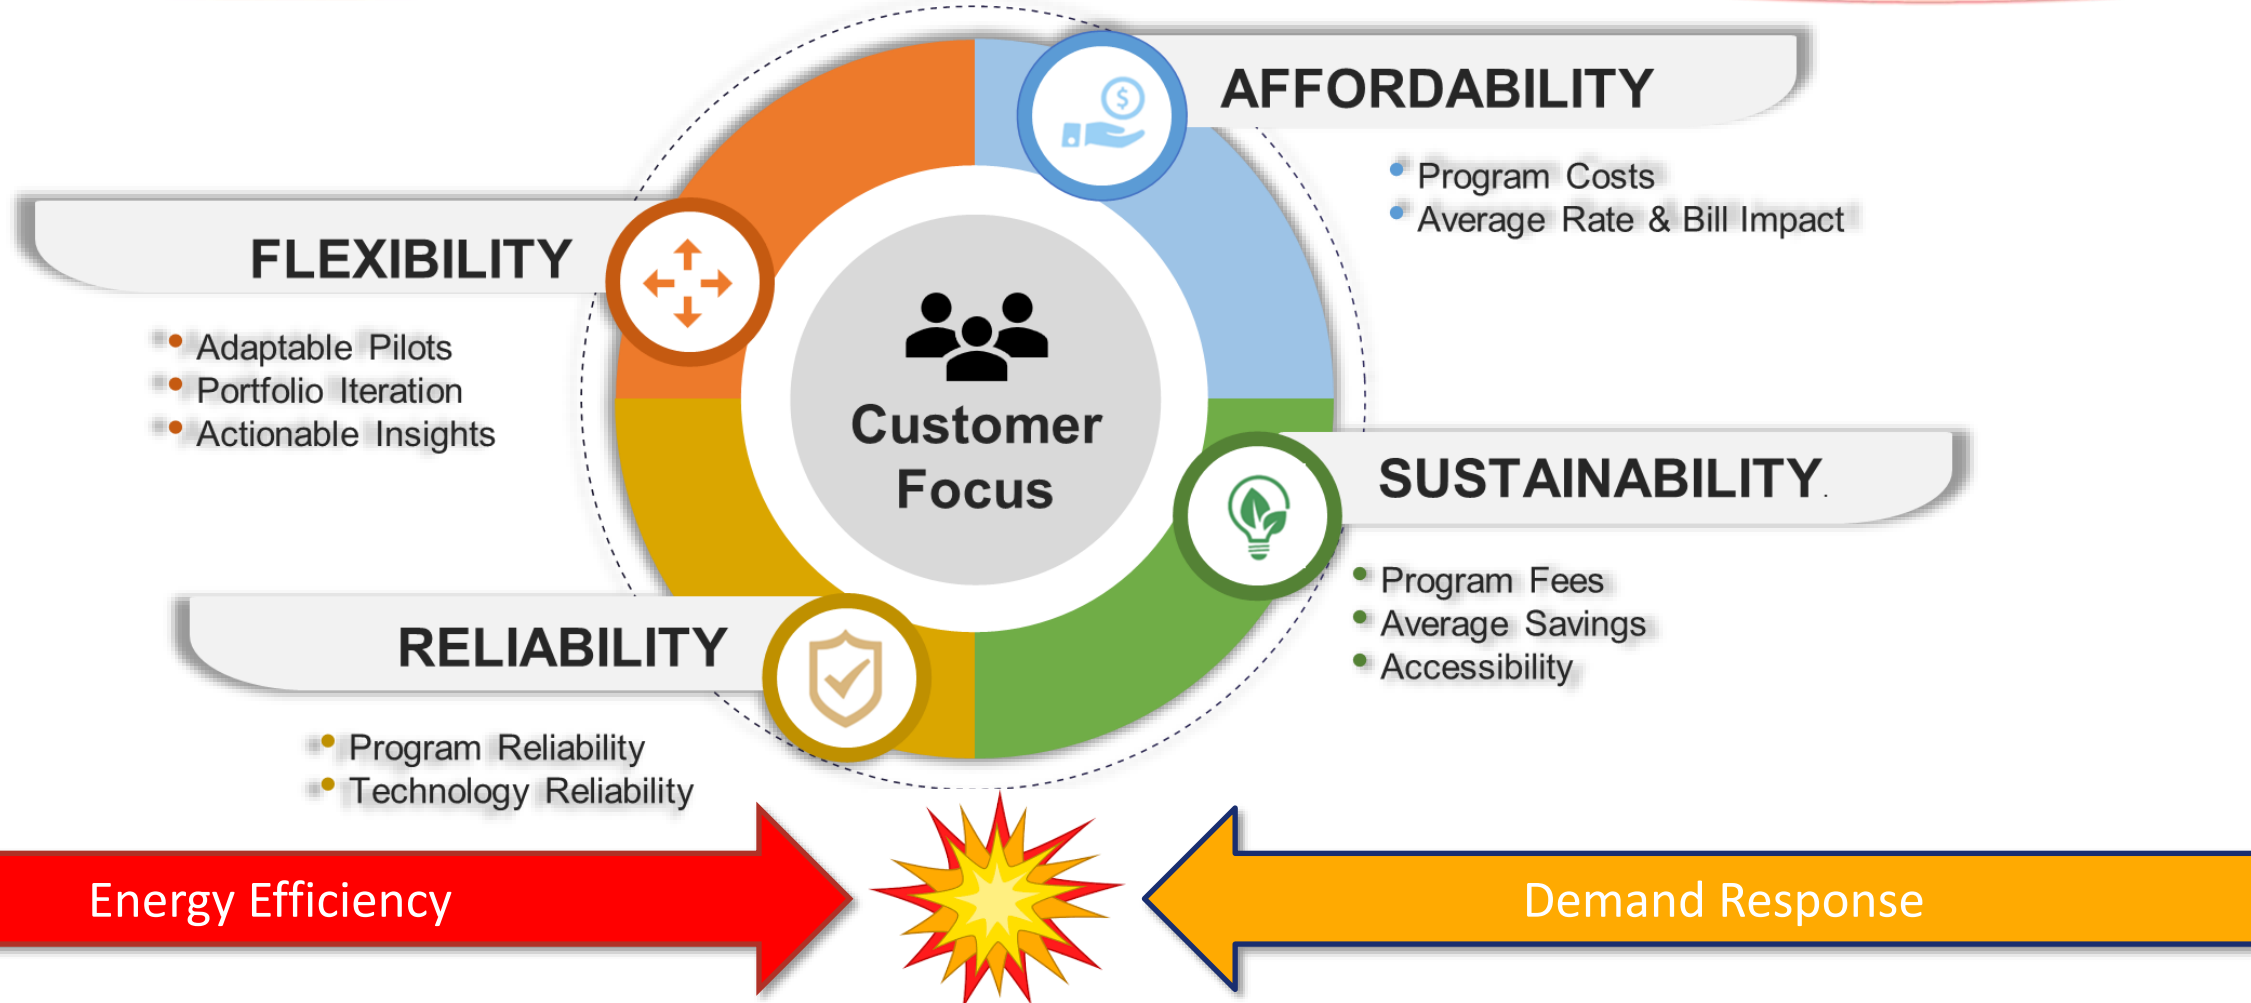 AFFORDABILITY
• Program Costs
• Average Rate & Bill Impact
FLEXIBILITY
• Adaptable Pilots
• Portfolio Iteration
• Actionable Insights
$
Customer
Focus
SUSTAINABILITY.
• Program Fees
• Average Savings
• Accessibility
RELIABILITY
• Program Reliability
• Technology Reliability
Energy Efficiency
Demand Response